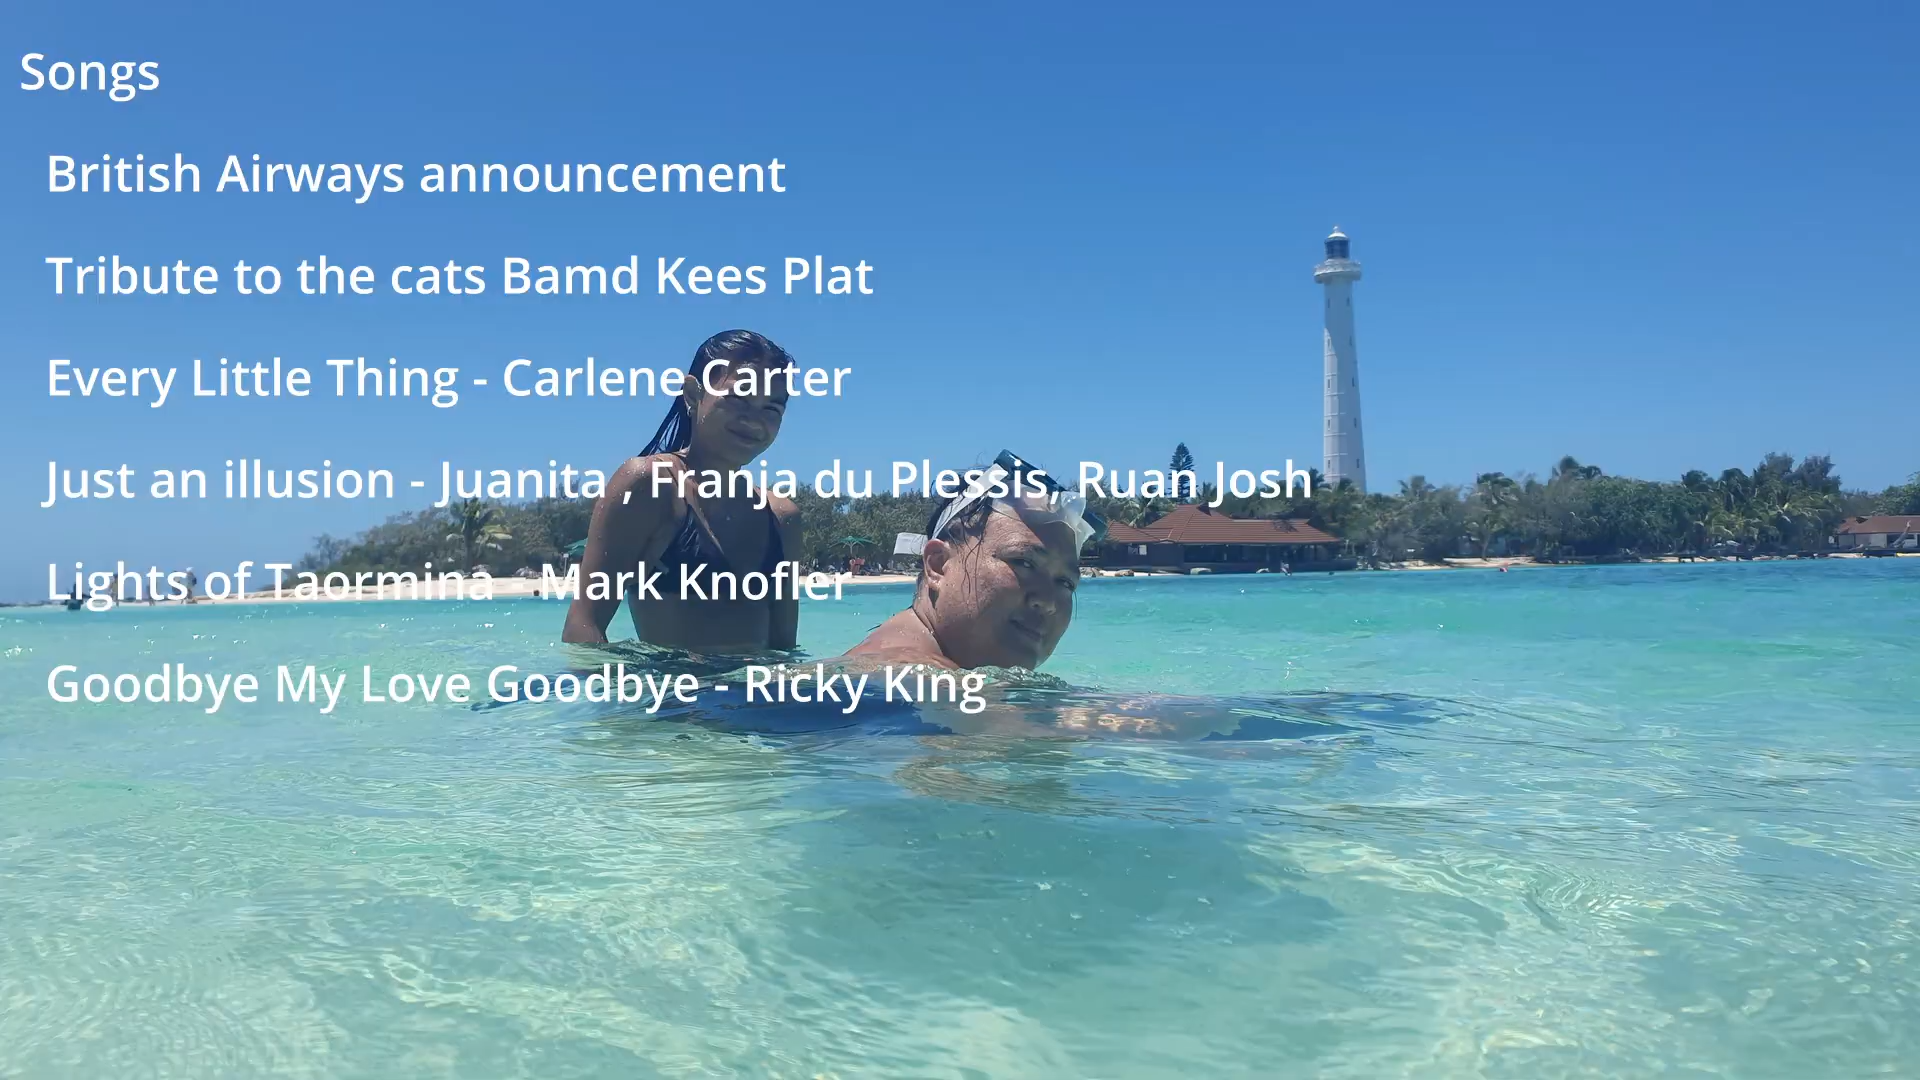 Songs
British Airways announcement
Tribute to the cats Bamd Kees Plat
Every Little Thing - Carlene Carter
Just an illusion - Juanita , Franja du Plessis, Ruan Josh
Lights of Taormina - Mark Knofler
Goodbye My Love Goodbye - Ricky King